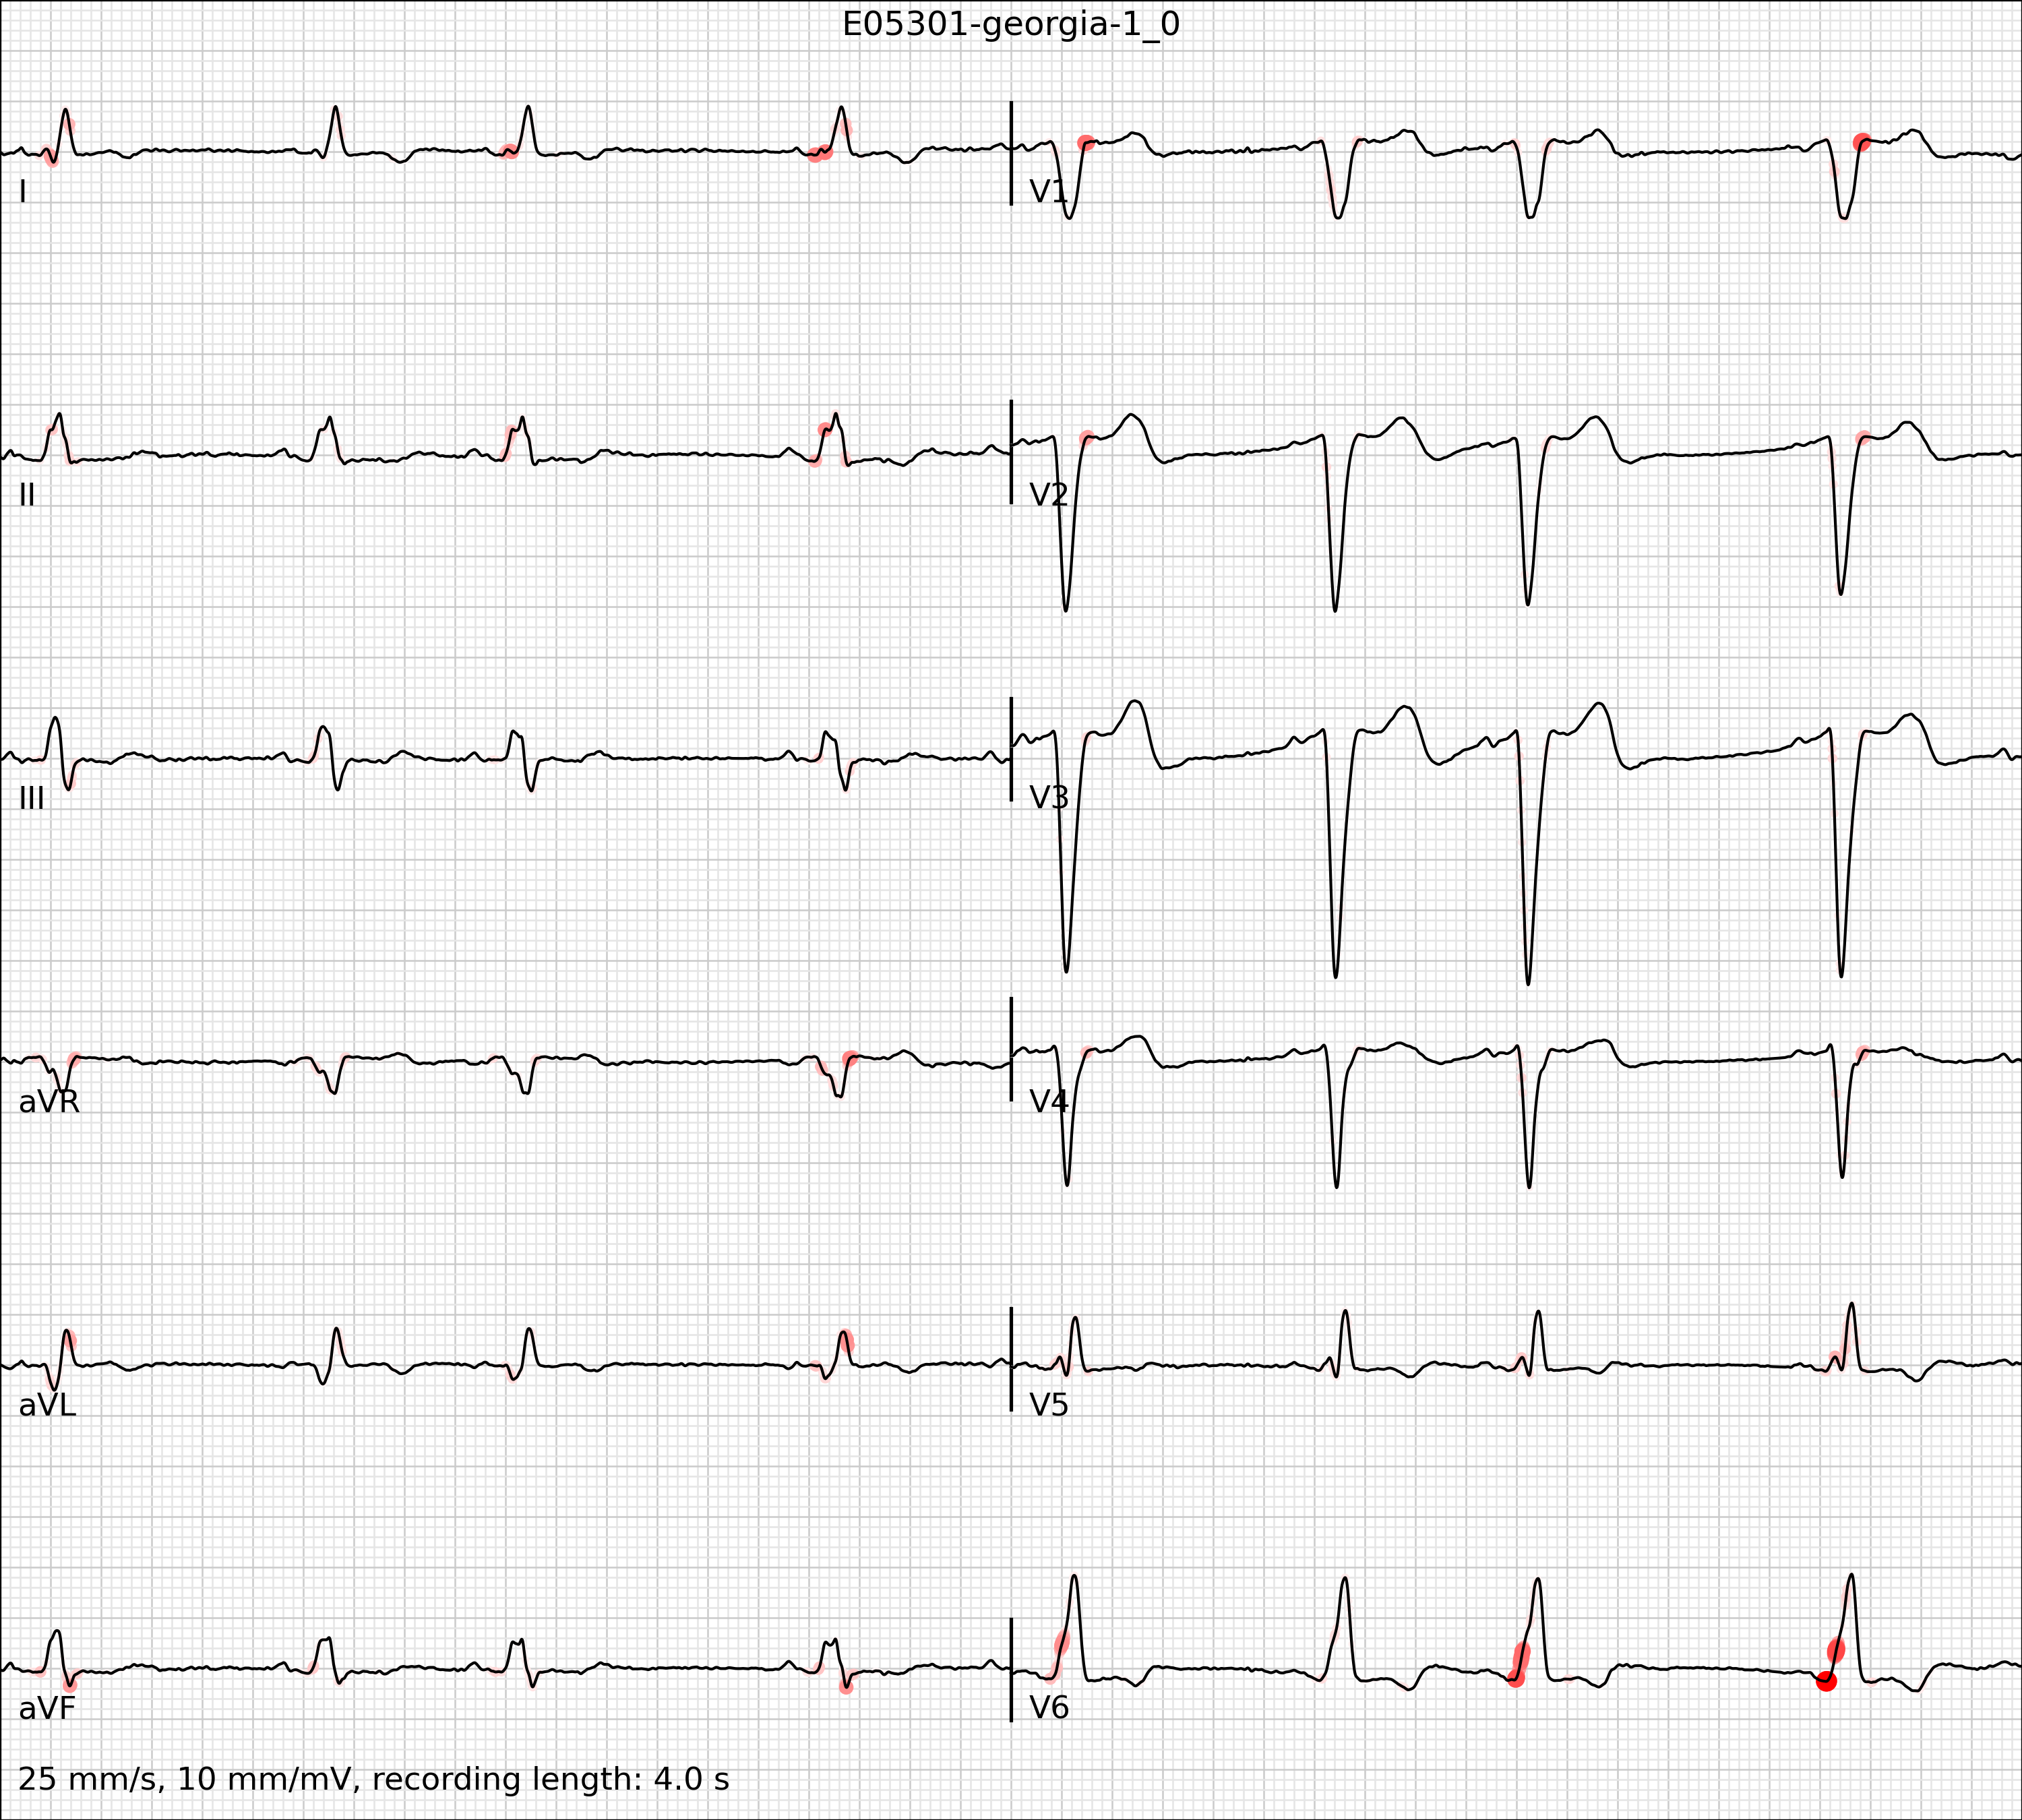 E05301-georgia-1_0
I
V1
II
V2
III
V3
aVR
V4
aVL
V5
aVF
V6
25 mm/s, 10 mm/mV, recording length: 4.0 s